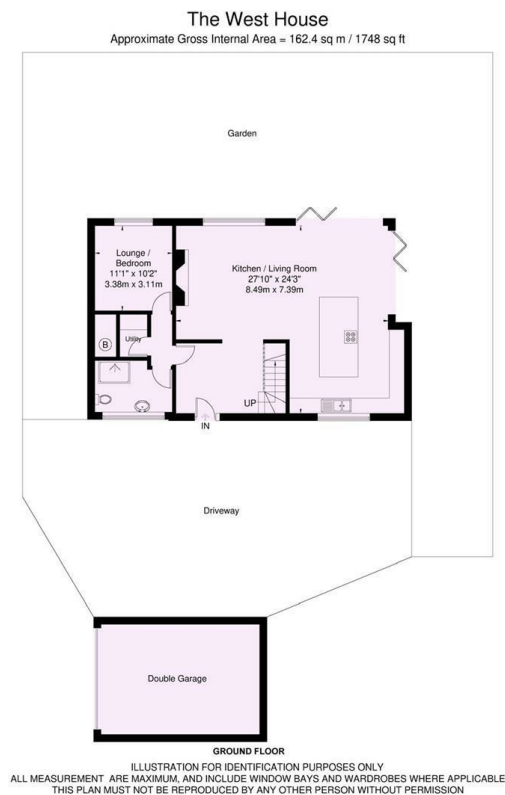 The West House
Approximate Gross Internal Area = 162.4 sq m / 1748 sq ft
Garden
Lounge /
Bedroom
11'1" x 10'2"
3.38m x 3.11m
Kitchen / Living Room
27'10" x 24'3"
8.49m x 7.39m
B
Utility
UP
IN
Driveway
Double Garage
GROUND FLOOR
ILLUSTRATION FOR IDENTIFICATION PURPOSES ONLY
ALL MEASUREMENT ARE MAXIMUM, AND INCLUDE WINDOW BAYS AND WARDROBES WHERE APPLICABLE
THIS PLAN MUST NOT BE REPRODUCED BY ANY OTHER PERSON WITHOUT PERMISSION